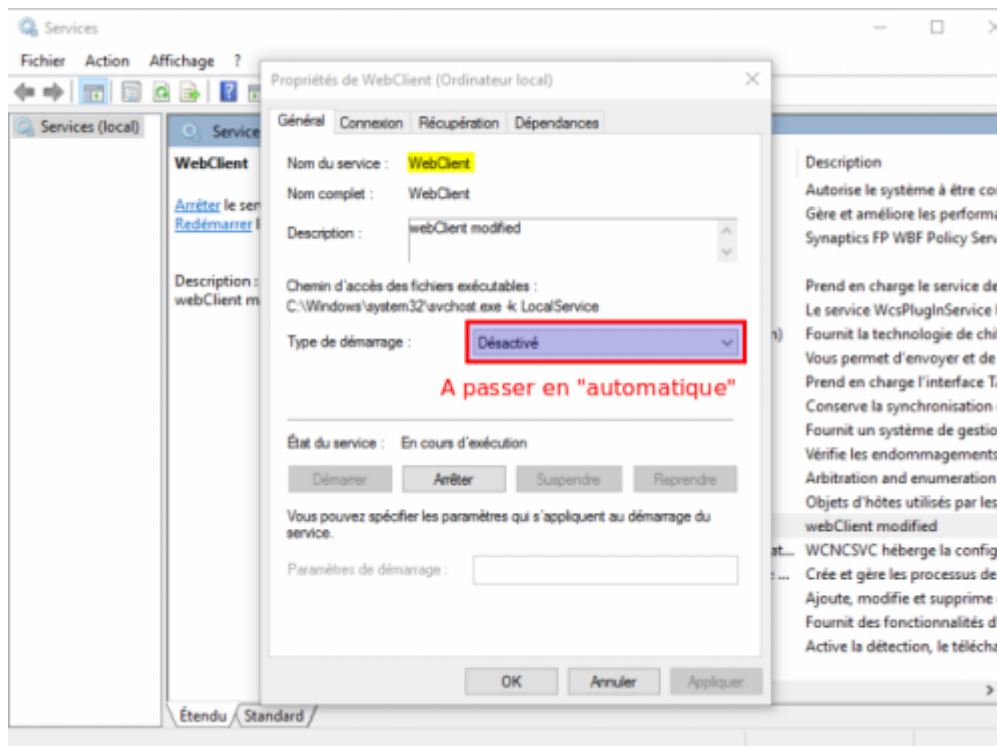 Services
Fichier Action Affichage ?
Services (local)
Service
WebClient
Arrêter le ser
Redémarrer l
Description :
webClient m
Propriétés de WebClient (Ordinateur local)
Général Connexion Récupération Dépendances
Nom du service : WebClient
Nom complet : WebClient
Description : webClient modified
Chemin d'accès des fichiers exécutables :
C:\Windows\system32\svchost.exe -k LocalService
Type de démarrage : Désactivé
A passer en "automatique"
État du service : En cours d'exécution
Démarrer Arrêter Suspendre Reprendre
Vous pouvez spécifier les paramètres qui s'appliquent au démarrage du
service.
Paramètres de démarrage :
OK Annuler Appliquer
Description
Autorise le système à être cor
Gère et améliore les performa
Synaptics FP WBF Policy Serv
Prend en charge le service de
Le service WcsPlugInService
n) Fournit la technologie de chi
Vous permet d'envoyer et de
Prend en charge l'interface TA
Conserve la synchronisation
Fournit un système de gestio
Vérifie les endommagements
Arbitration and enumeration
Objets d'hôtes utilisés par les
webClient modified
at... WCNCSVC héberge la config
e ... Crée et gère les processus de
Ajoute, modifie et supprime
Fournit des fonctionnalités d
Active la détection, le télécha
Étendu Standard